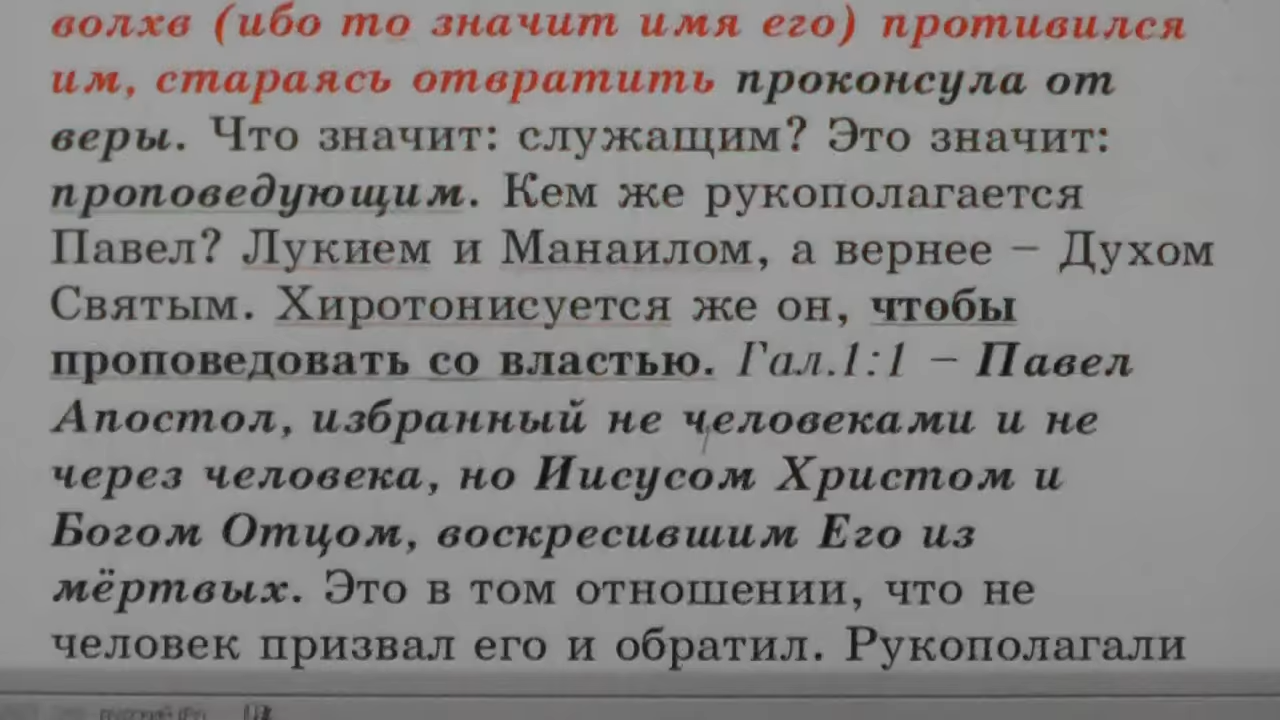 волхв (ибо то значит имя его) противился
им, стараясь отвратить проконсула от
веры. Что значит: служащим? Это значит:
проповедующим. Кем же рукополагается
Павел? Лукием и Манаилом, а вернее – Духом
Святым. Хиротонисуется же он, чтобы
проповедовать со властью. Гал.1:1 – Павел
Апостол, избранный не человеками и не
через человека, но Иисусом Христом и
Богом Отцом, воскресившим Его из
мёртвых. Это в том отношении, что не
человек призвал его и обратил. Рукополагали